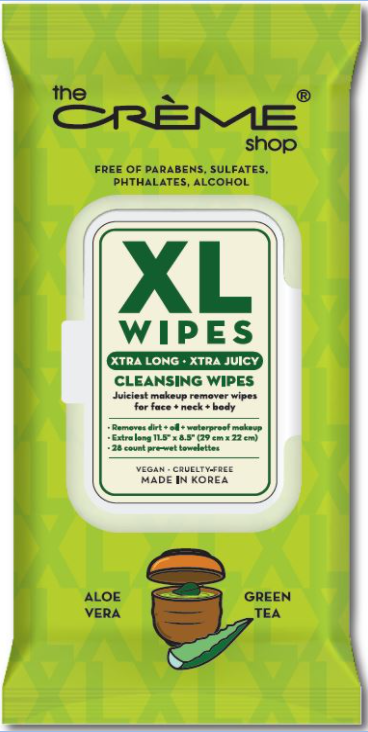 the
CRÈME®
shop
FREE OF PARABENS, SULFATES,
PHTHALATES, ALCOHOL
XL
WIPES
XTRA LONG • XTRA JUICY
CLEANSING WIPES
Juiciest makeup remover wipes
for face + neck + body
• Removes dirt + oil + waterproof makeup
• Extra long 11.5" x 8.5" (29 cm x 22 cm)
• 28 count pre-wet towelettes
VEGAN • CRUELTY-FREE
MADE IN KOREA
ALOE
VERA
GREEN
TEA